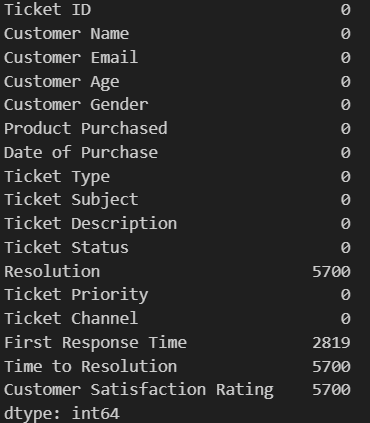 Ticket ID 0
Customer Name 0
Customer Email 0
Customer Age 0
Customer Gender 0
Product Purchased 0
Date of Purchase 0
Ticket Type 0
Ticket Subject 0
Ticket Description 0
Ticket Status 0
Resolution 5700
Ticket Priority 0
Ticket Channel 0
First Response Time 2819
Time to Resolution 5700
Customer Satisfaction Rating 5700
dtype: int64